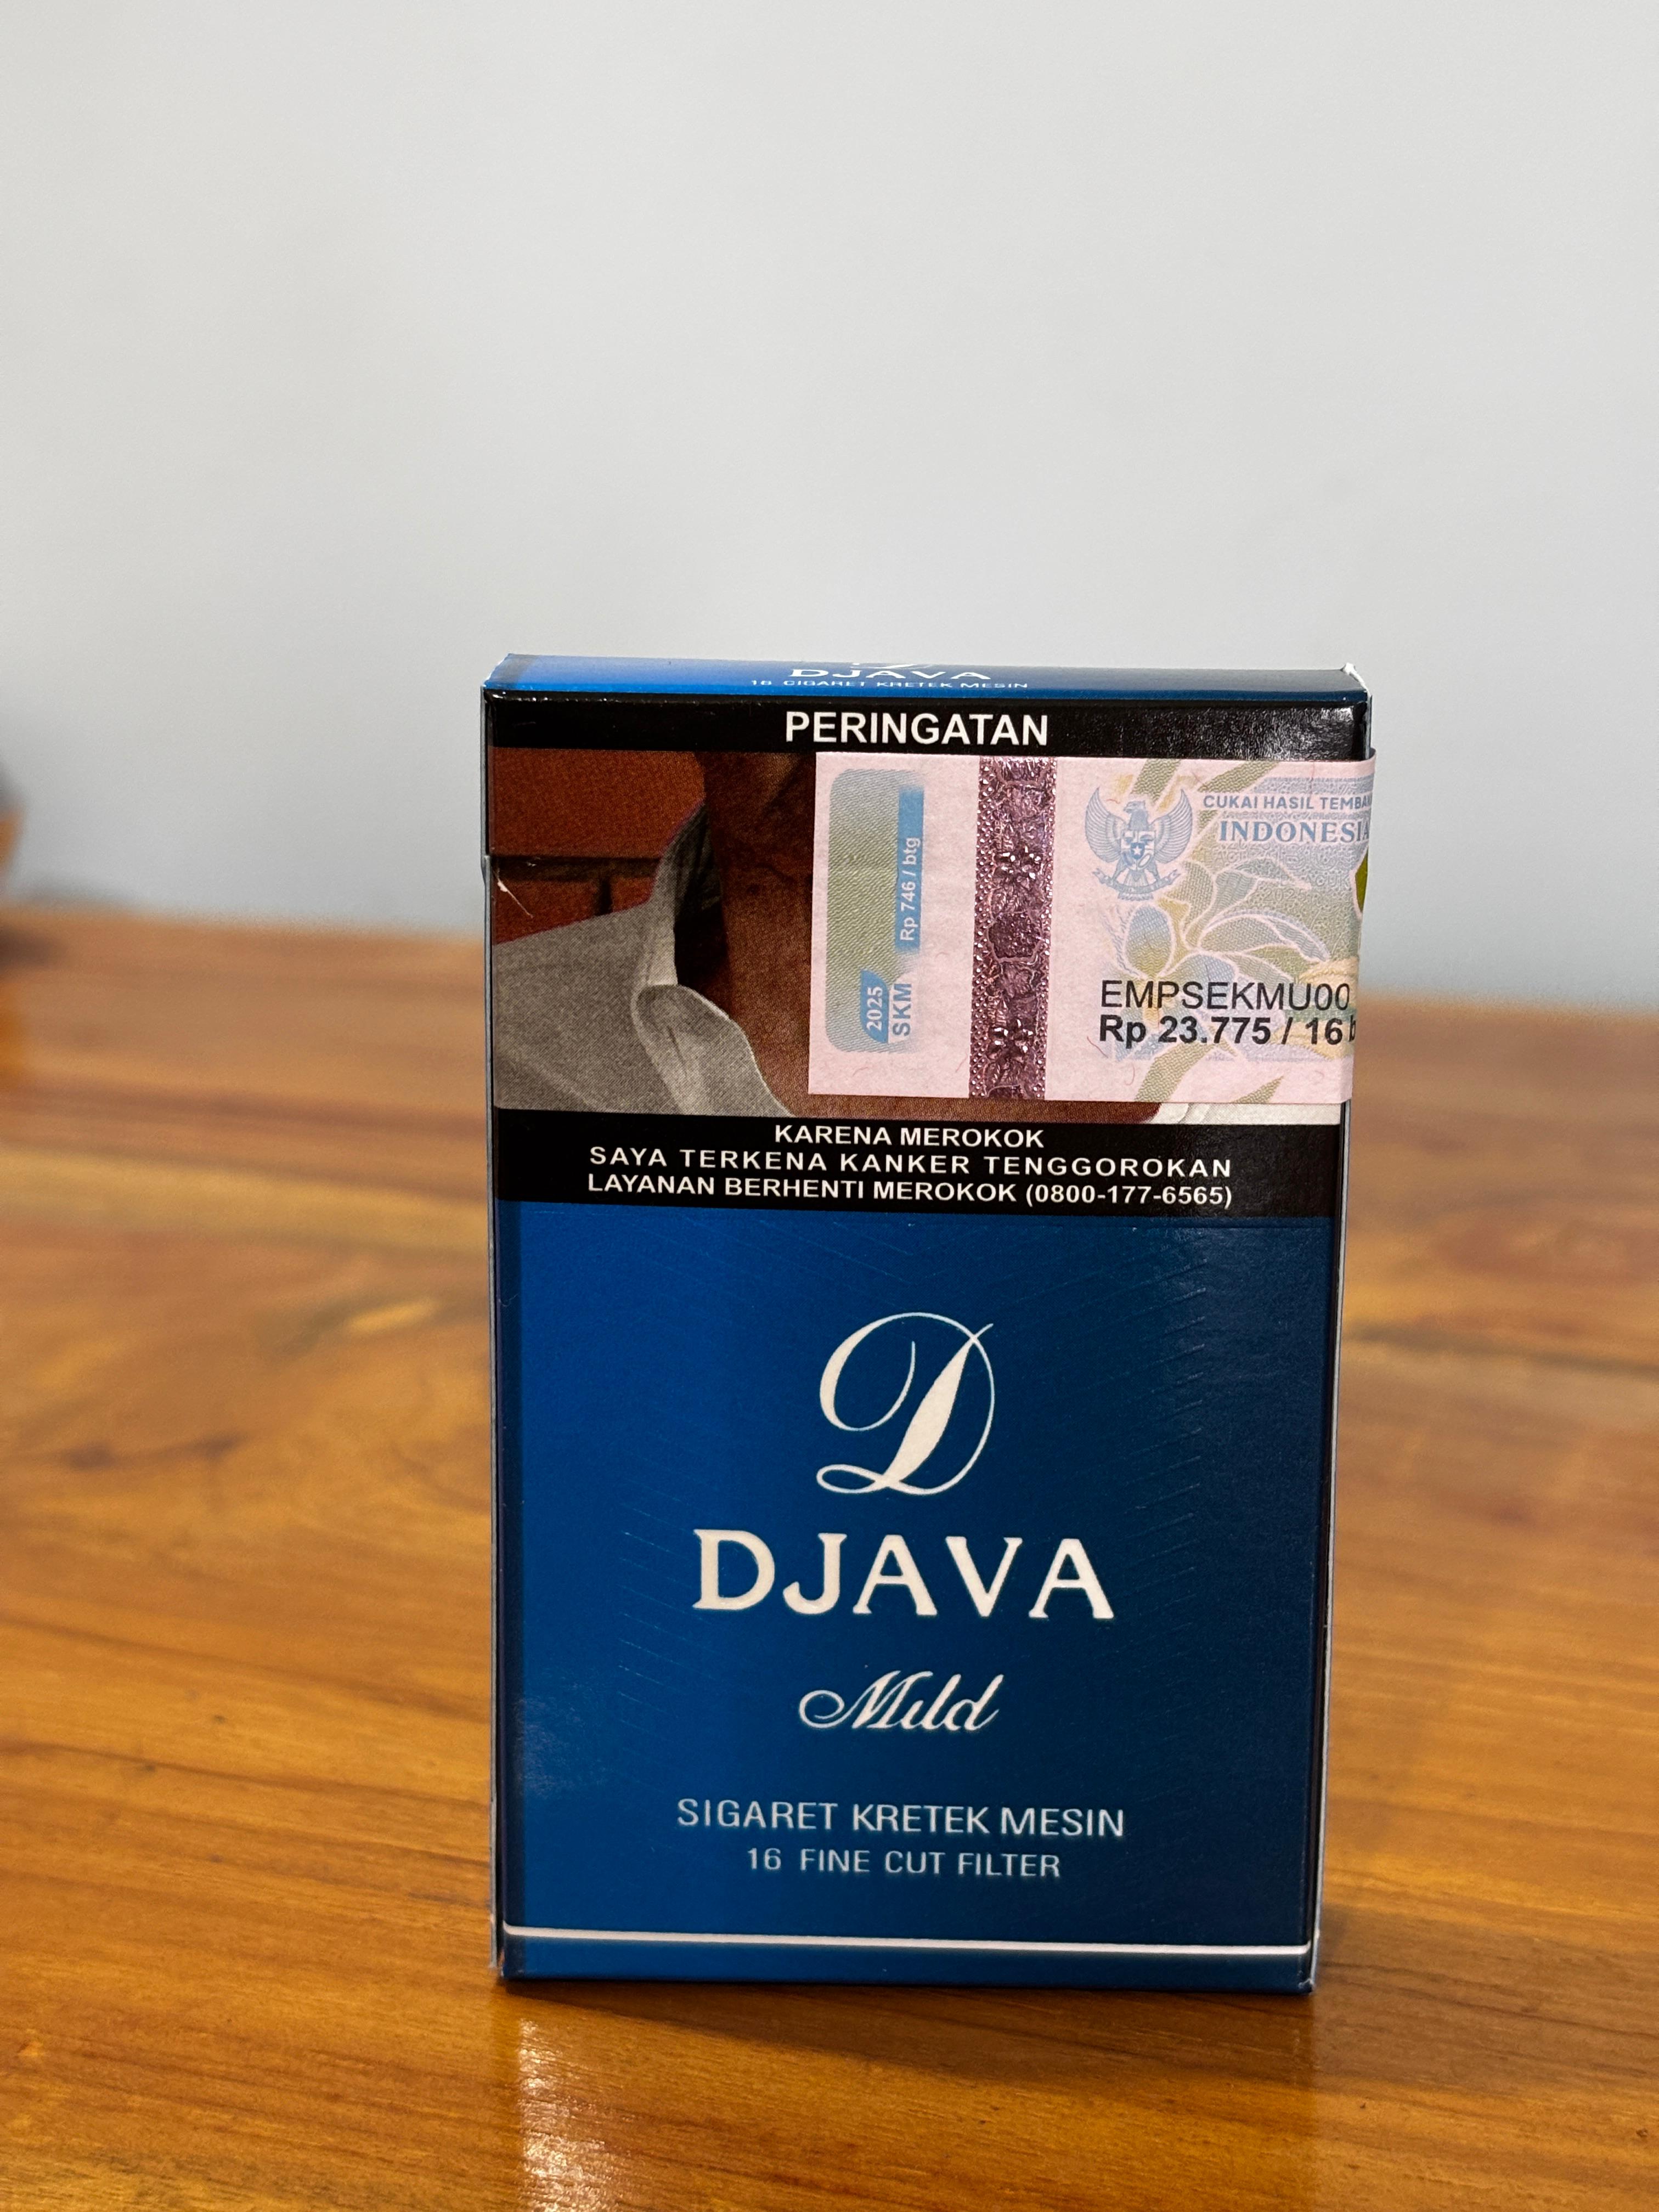 DJAVA
16 CIGARET KRETEK MESIN
PERINGATAN
2025
SKM
Rp 746 / btg
CUKAI HASIL
INDONESIA
EMPSEKMU00
Rp 23.775 / 16
KARENA MEROKOK
SAYA TERKENA KANKER TENGGOROKAN
LAYANAN BERHENTI MEROKOK (0800-177-6565)
D
DJAVA
Mild
SIGARET KRETEK MESIN
16 FINE CUT FILTER